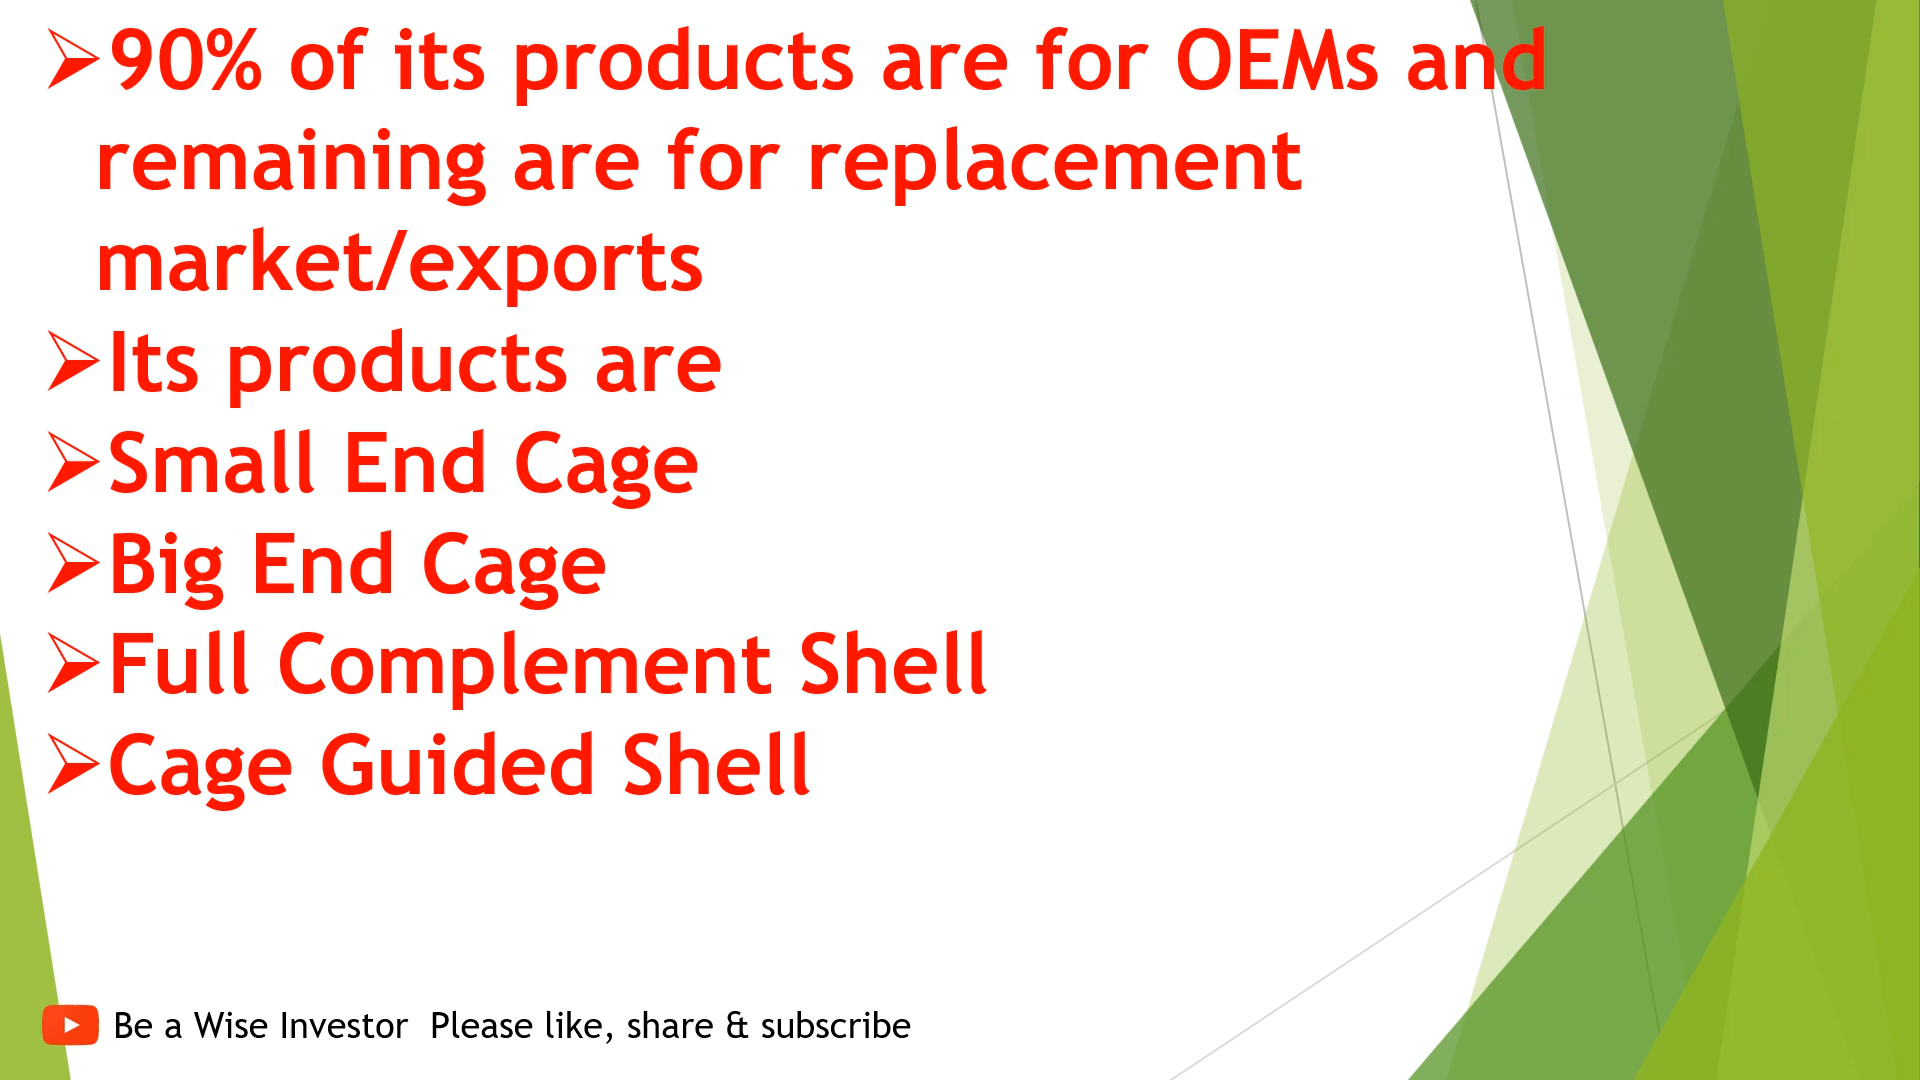 ➢90% of its products are for OEMs and
remaining are for replacement
market/exports
➢Its products are
➢Small End Cage
➢Big End Cage
➢Full Complement Shell
➢Cage Guided Shell
Be a Wise Investor  Please like, share & subscribe